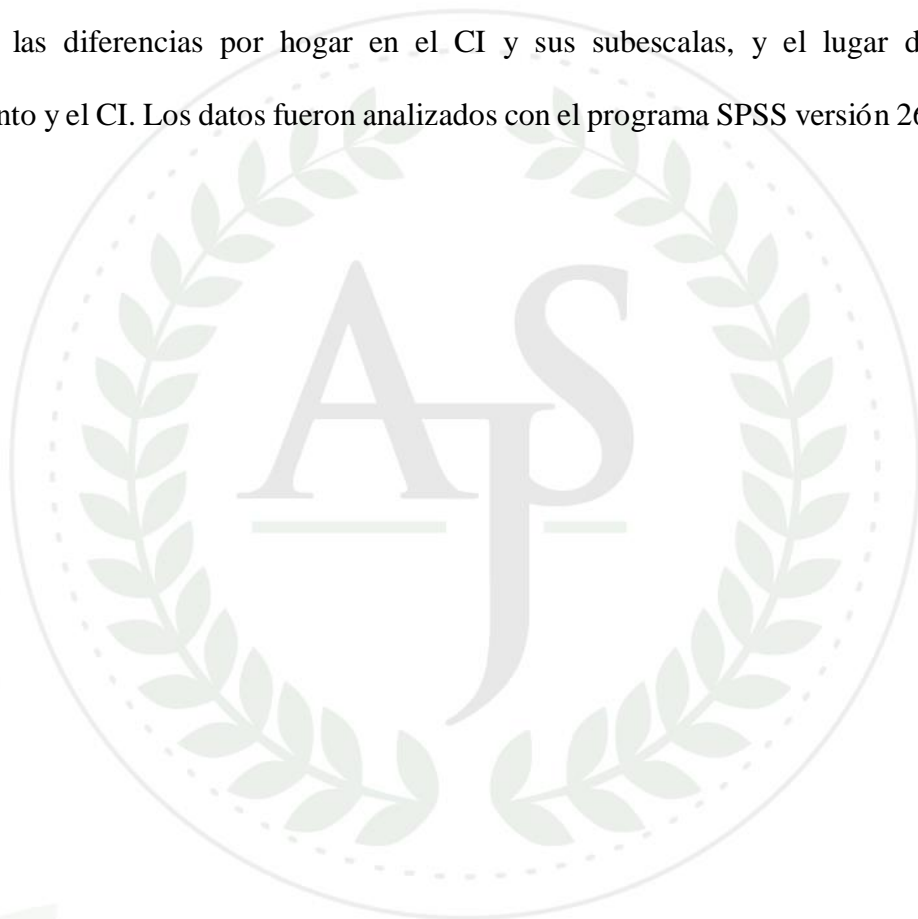 las diferencias por hogar en el CI y sus subescalas, y el lugar d
nto y el CI. Los datos fueron analizados con el programa SPSS versión 26
AJS